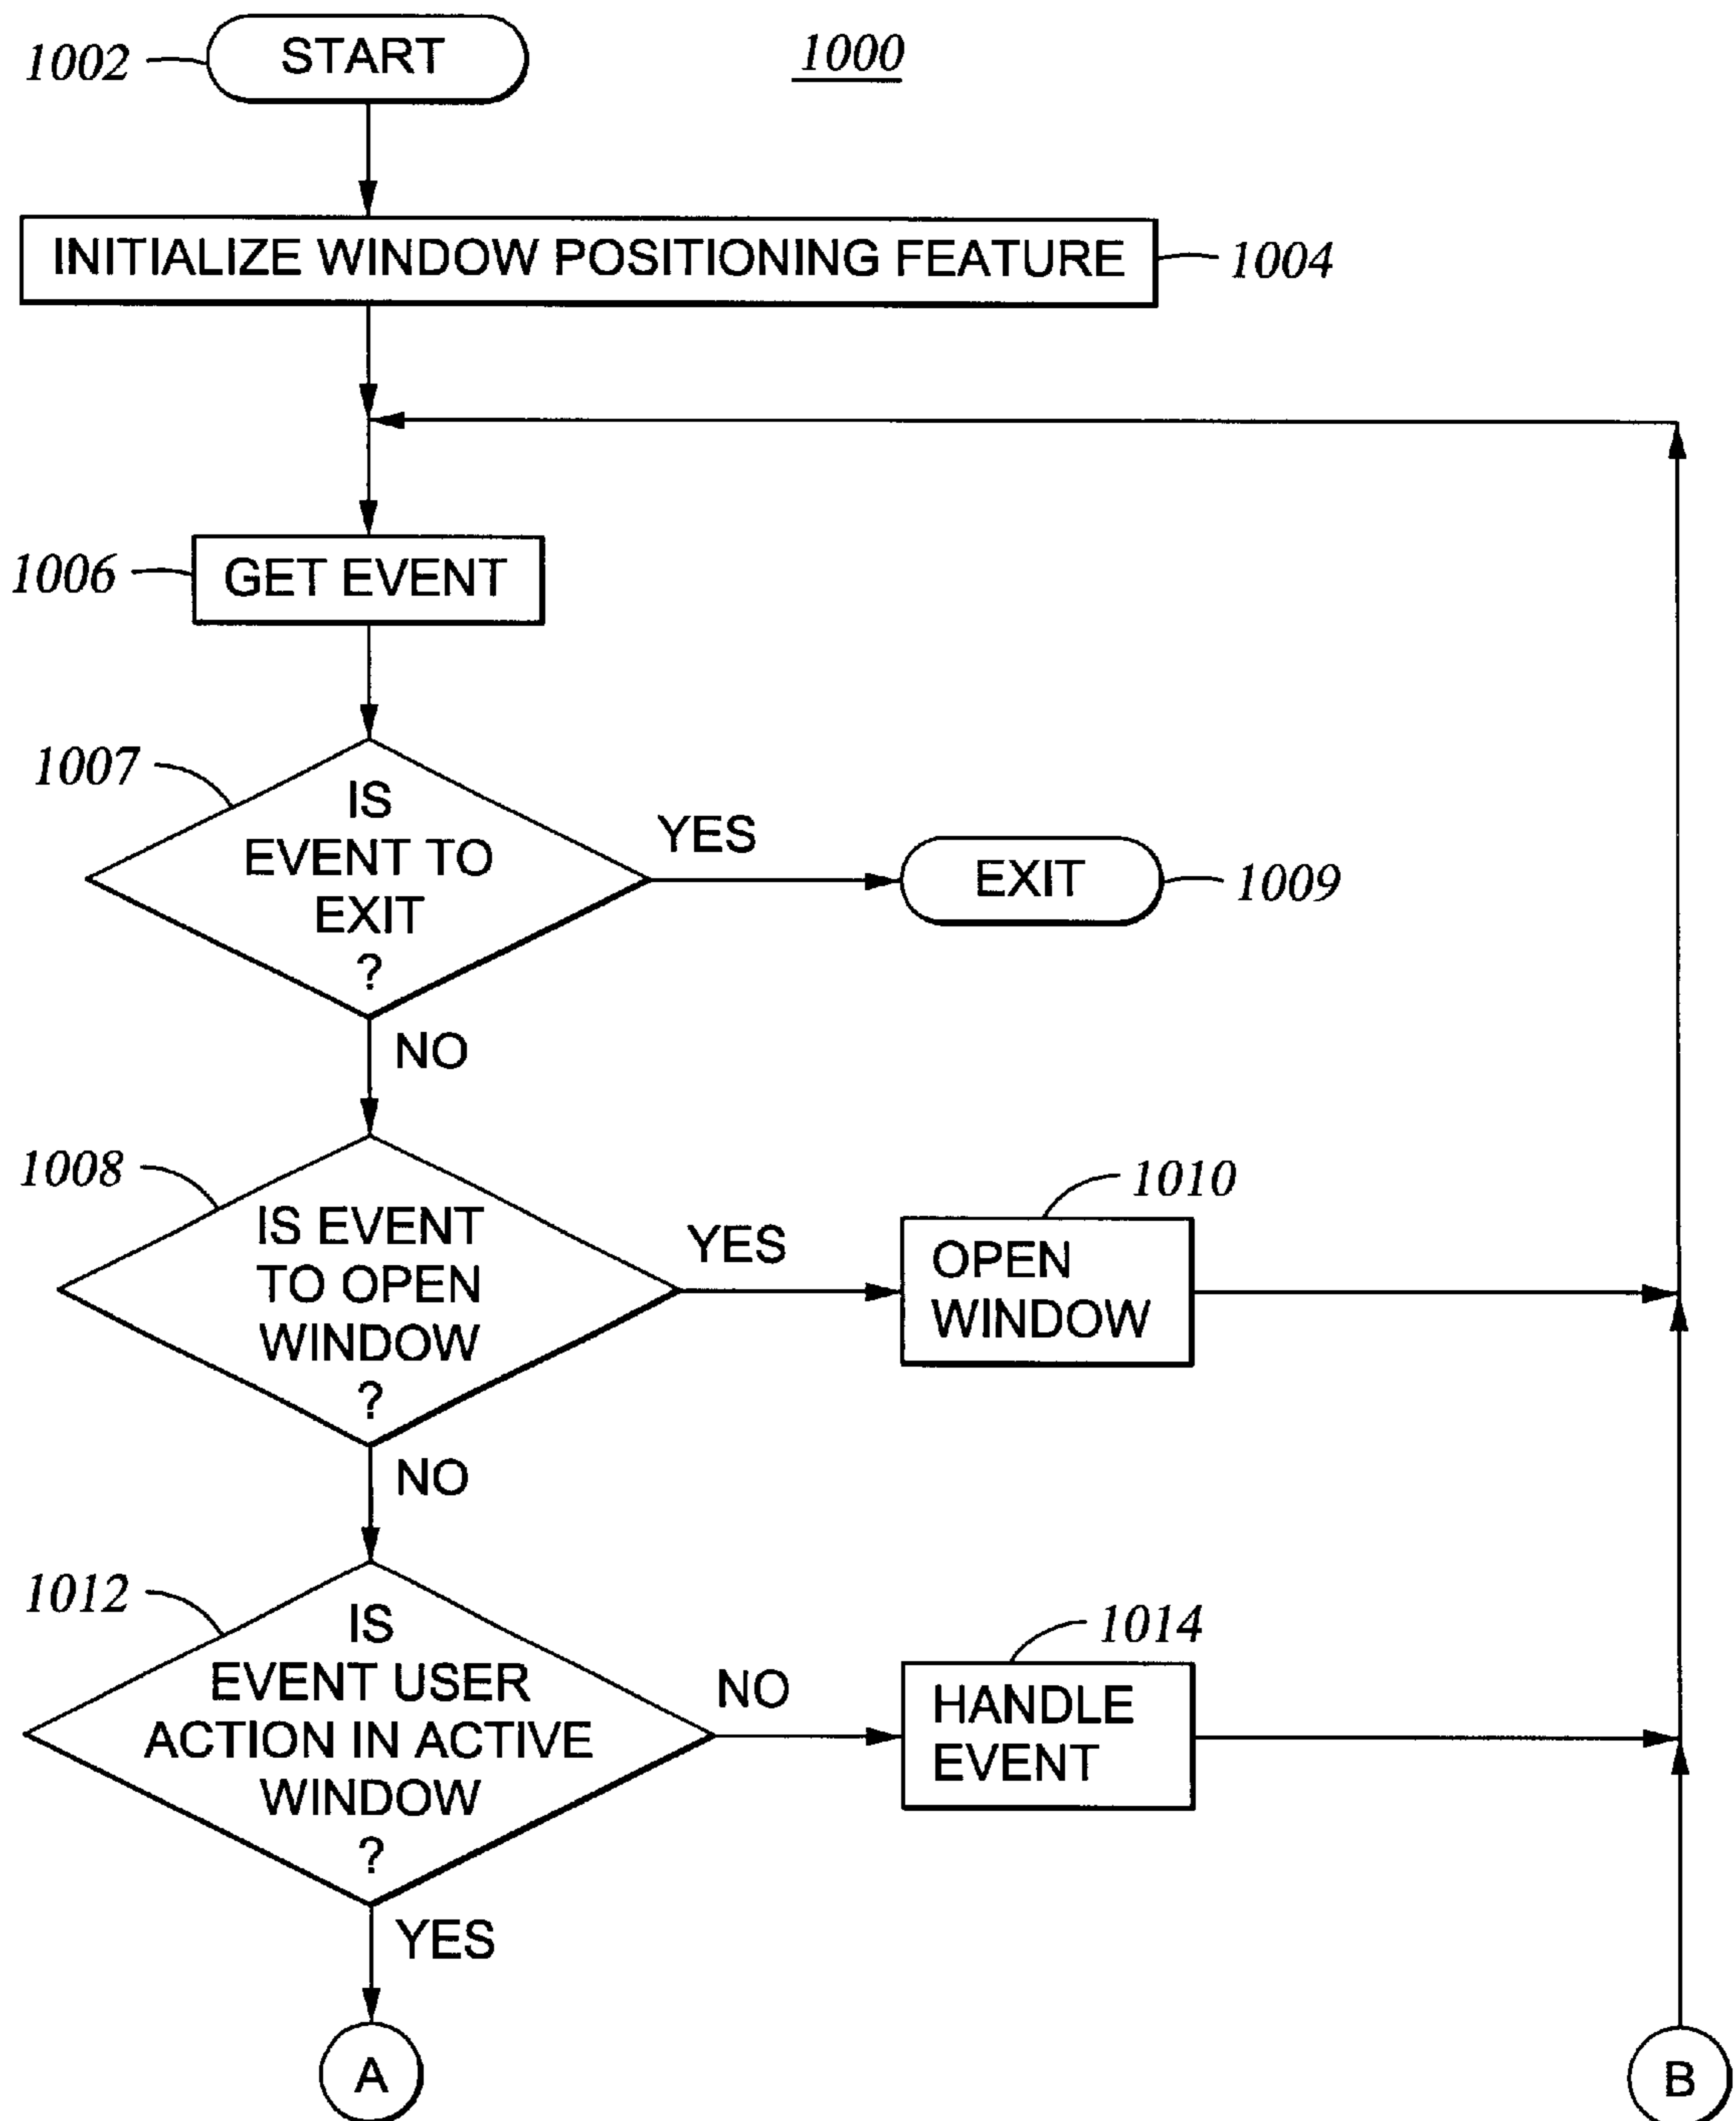 1002
START
1000
INITIALIZE WINDOW POSITIONING FEATURE
1004
1006
GET EVENT
1007
IS
EVENT TO
EXIT
?
YES
EXIT
1009
NO
1008
IS EVENT
TO OPEN
WINDOW
?
YES
1010
OPEN
WINDOW
NO
1012
IS
EVENT USER
ACTION IN ACTIVE
WINDOW
?
NO
1014
HANDLE
EVENT
YES
A
B